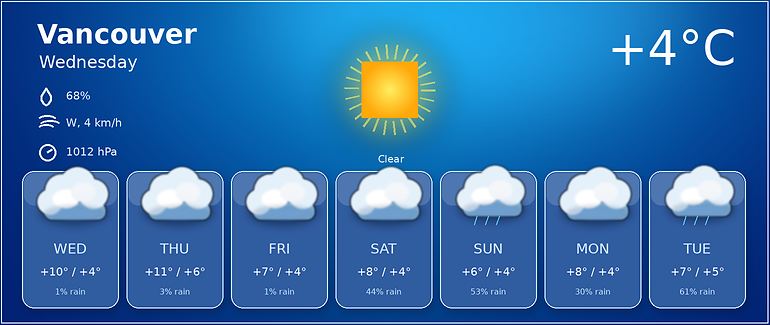 Vancouver
Wednesday
+4°C
68%
W, 4 km/h
1012 hPa
Clear
WED
+10° / +4°
1% rain
THU
+11° / +6°
3% rain
FRI
+7° / +4°
1% rain
SAT
+8° / +4°
44% rain
SUN
+6° / +4°
53% rain
MON
+8° / +4°
30% rain
TUE
+7° / +5°
61% rain